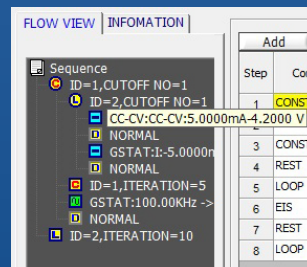 FLOW VIEW INFOMATION
Add
Sequence
Step
ID=1,CUTOFF NO=1
ID=2,CUTOFF NO=1
1 CONST
CC-CV:CC-CV:5.0000mA-4.2000 V
NORMAL
GSTAT:I:-5.0000m
3 CONST
NORMAL
4 REST
ID=1,ITERATION=5
5 LOOP
GSTAT:100.00KHz ->
6 EIS
NORMAL
7 REST
ID=2,ITERATION=10
8 LOOP